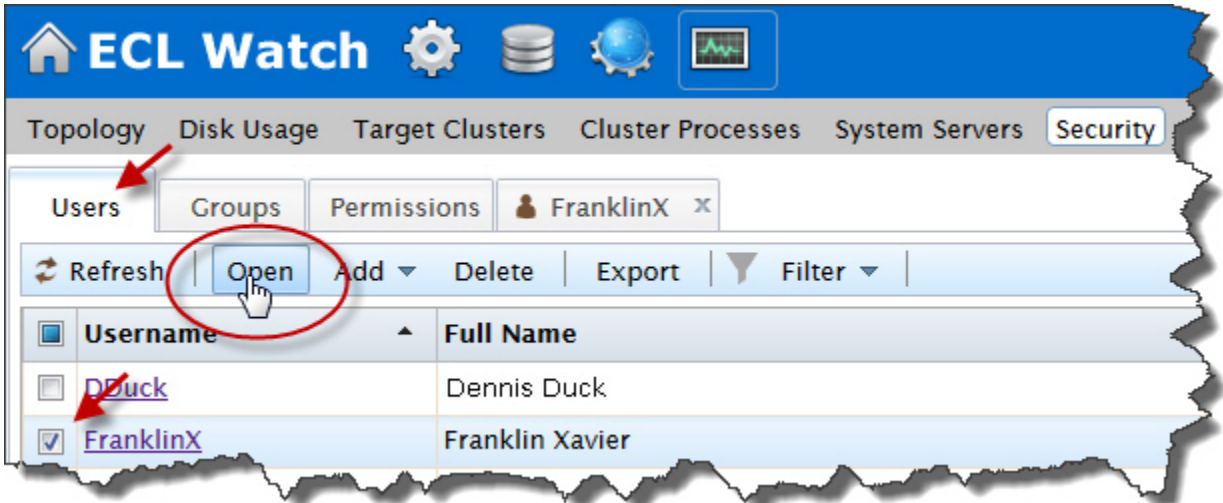 ECL Watch
Topology Disk Usage Target Clusters Cluster Processes System Servers Security
Users Groups Permissions FranklinX x
Refresh Open Add Delete Export Filter
Username Full Name
DDuck Dennis Duck
FranklinX Franklin Xavier